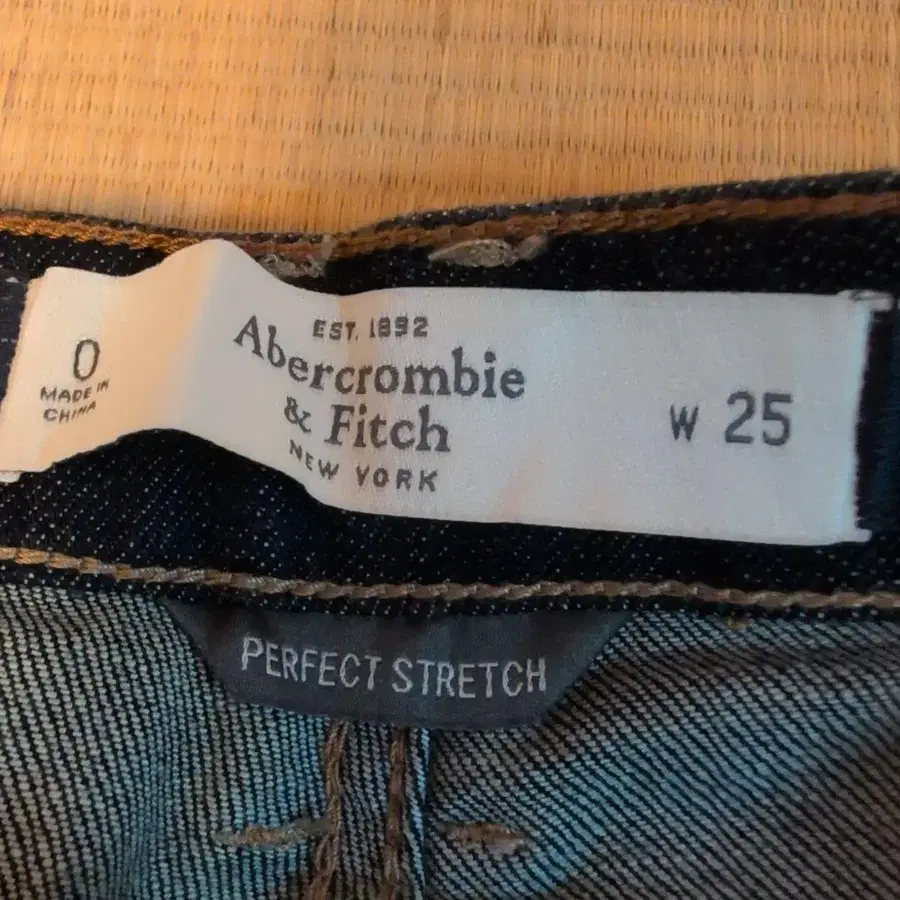 0
MADE IN
CHINA
EST. 1892
Abercrombie
& Fitch
NEW YORK
W 25
PERFECT STRETCH